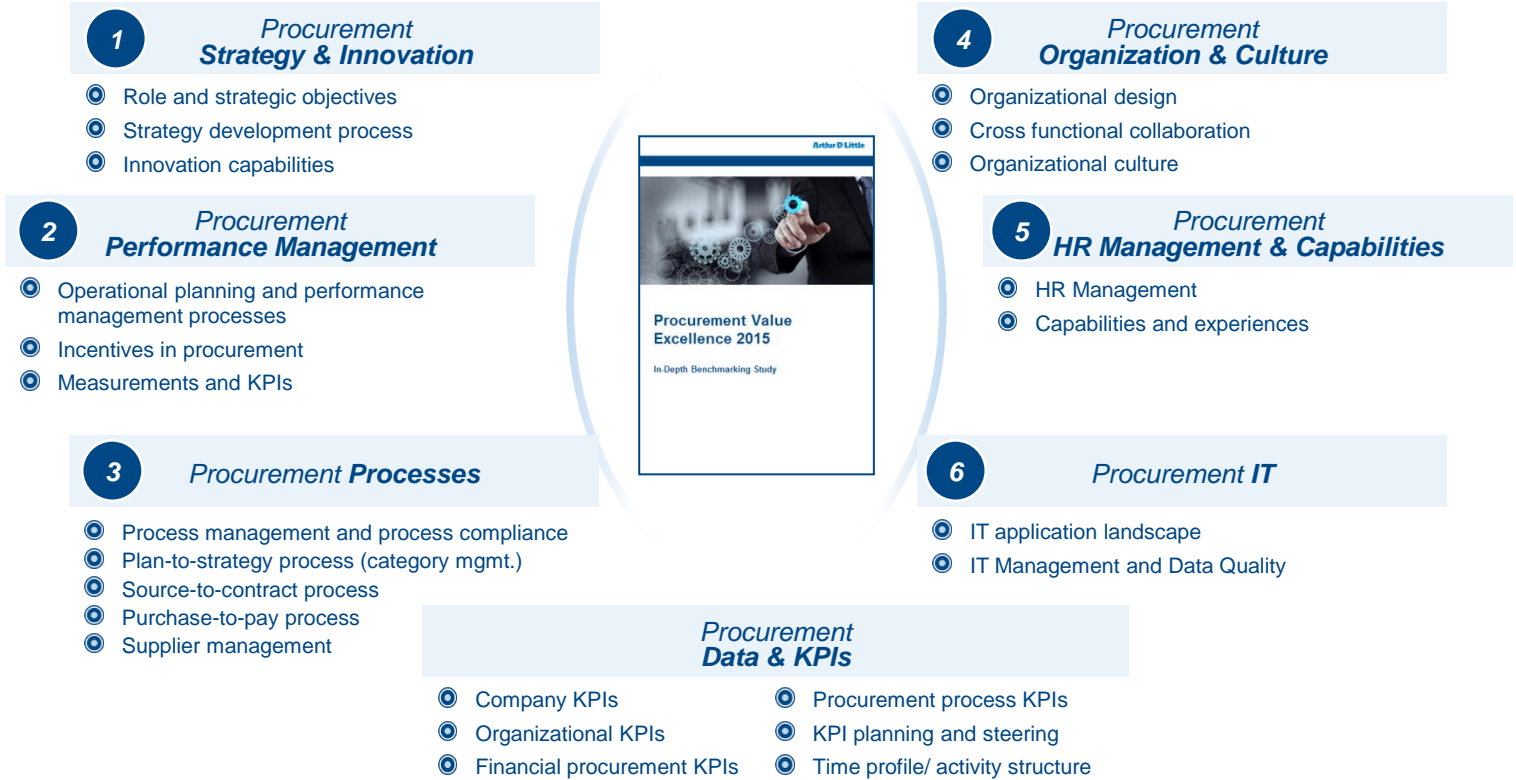 1
Procurement
Strategy & Innovation
Role and strategic objectives
Strategy development process
Innovation capabilities
2
Procurement
Performance Management
Operational planning and performance
management processes
Incentives in procurement
Measurements and KPIs
3
Procurement Processes
Process management and process compliance
Plan-to-strategy process (category mgmt.)
Source-to-contract process
Purchase-to-pay process
Supplier management
Arthur D Little
Procurement Value
Excellence 2015
In-Depth Benchmarking Study
4
Procurement
Organization & Culture
Organizational design
Cross functional collaboration
Organizational culture
5
Procurement
HR Management & Capabilities
HR Management
Capabilities and experiences
6
Procurement IT
IT application landscape
IT Management and Data Quality
Procurement
Data & KPIs
Company KPIs
Organizational KPIs
Financial procurement KPIs
Procurement process KPIs
KPI planning and steering
Time profile/ activity structure